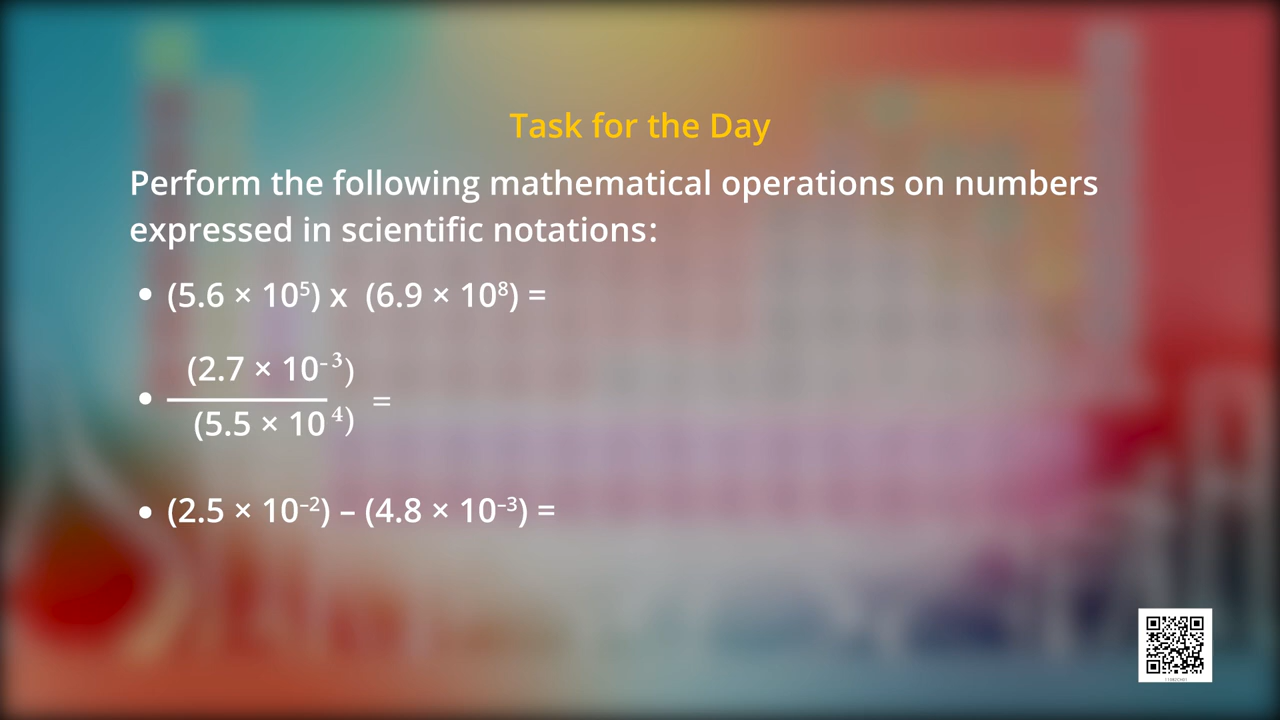 Task for the Day
Perform the following mathematical operations on numbers
expressed in scientific notations:
• (5.6 × 10⁵) x (6.9 × 10⁸) =
(2.7 × 10⁻³)
• ―――――― =
(5.5 × 10⁴)
• (2.5 × 10⁻²) – (4.8 × 10⁻³) =